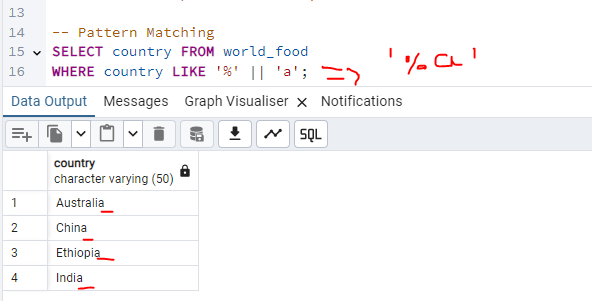 13
14 -- Pattern Matching
15 SELECT country FROM world_food
16 WHERE country LIKE '%' || 'a'; => '%a'
Data Output Messages Graph Visualiser × Notifications
SQL
country
character varying (50)
1 Australia
2 China
3 Ethiopia
4 India